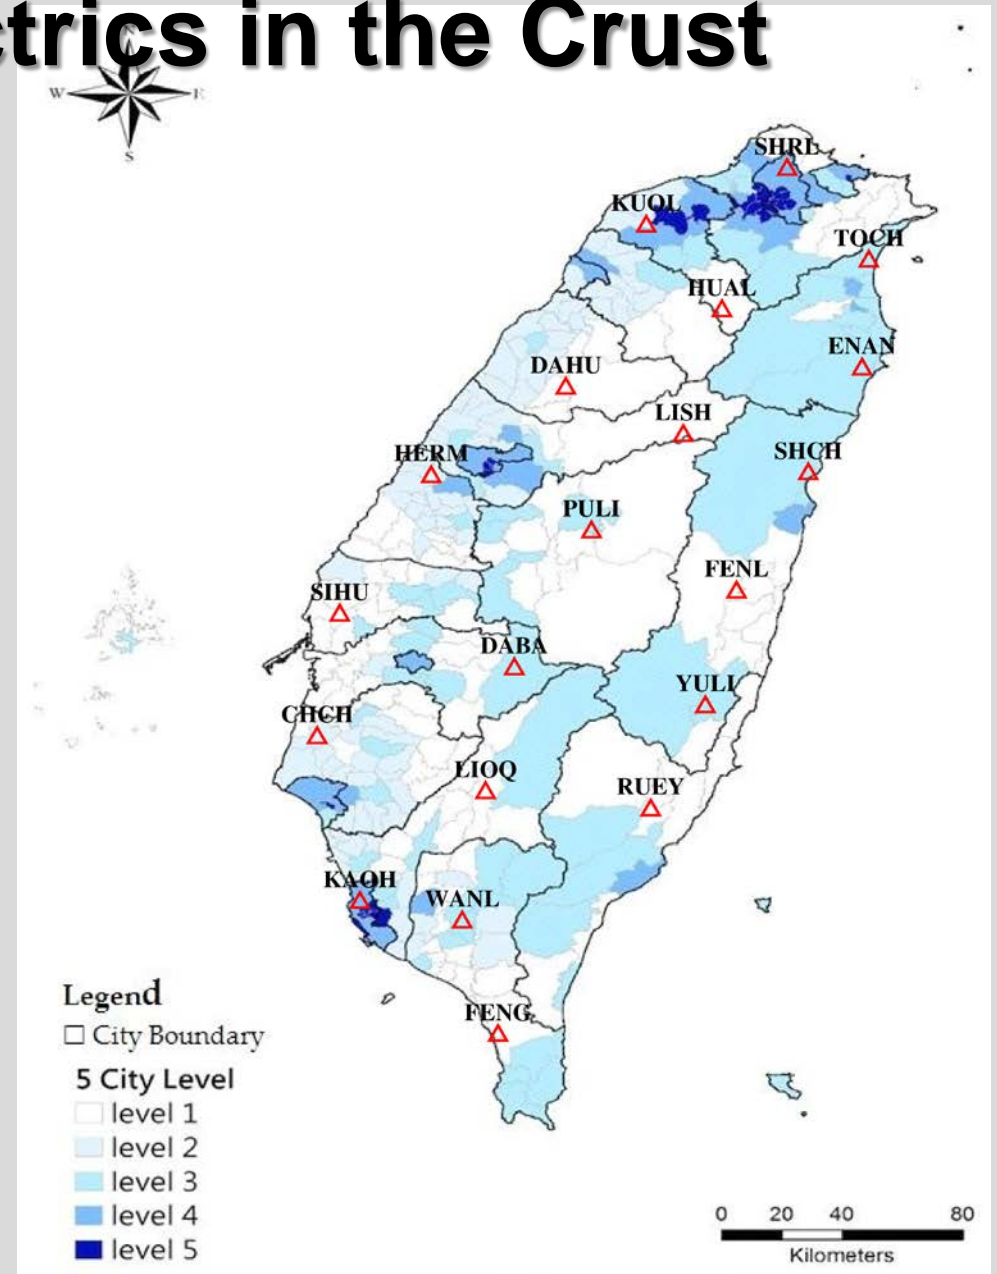 ctrics in the Crust
N
W
E
S
SHRL
KUOL
TOCH
HUAL
ENAN
DAHU
LISH
HERM
SHCH
PULI
FENL
SIHU
DABA
YULI
CHCH
LIOQ
RUEY
KAOH
WANL
FENG
Legend
City Boundary
5 City Level
level 1
level 2
level 3
level 4
level 5
0 20 40 80
Kilometers